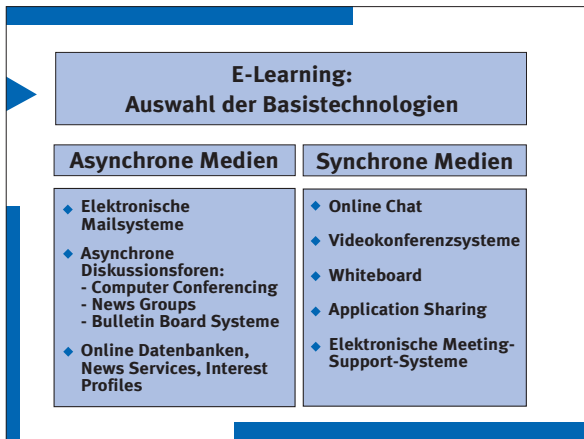 E-Learning:
Auswahl der Basistechnologien
Asynchrone Medien
Elektronische
Mailsysteme
Asynchrone
Diskussionsforen:
- Computer Conferencing
- News Groups
- Bulletin Board Systeme
Online Datenbanken,
News Services, Interest
Profiles
Synchrone Medien
Online Chat
Videokonferenzsysteme
Whiteboard
Application Sharing
Elektronische Meeting-
Support-Systeme